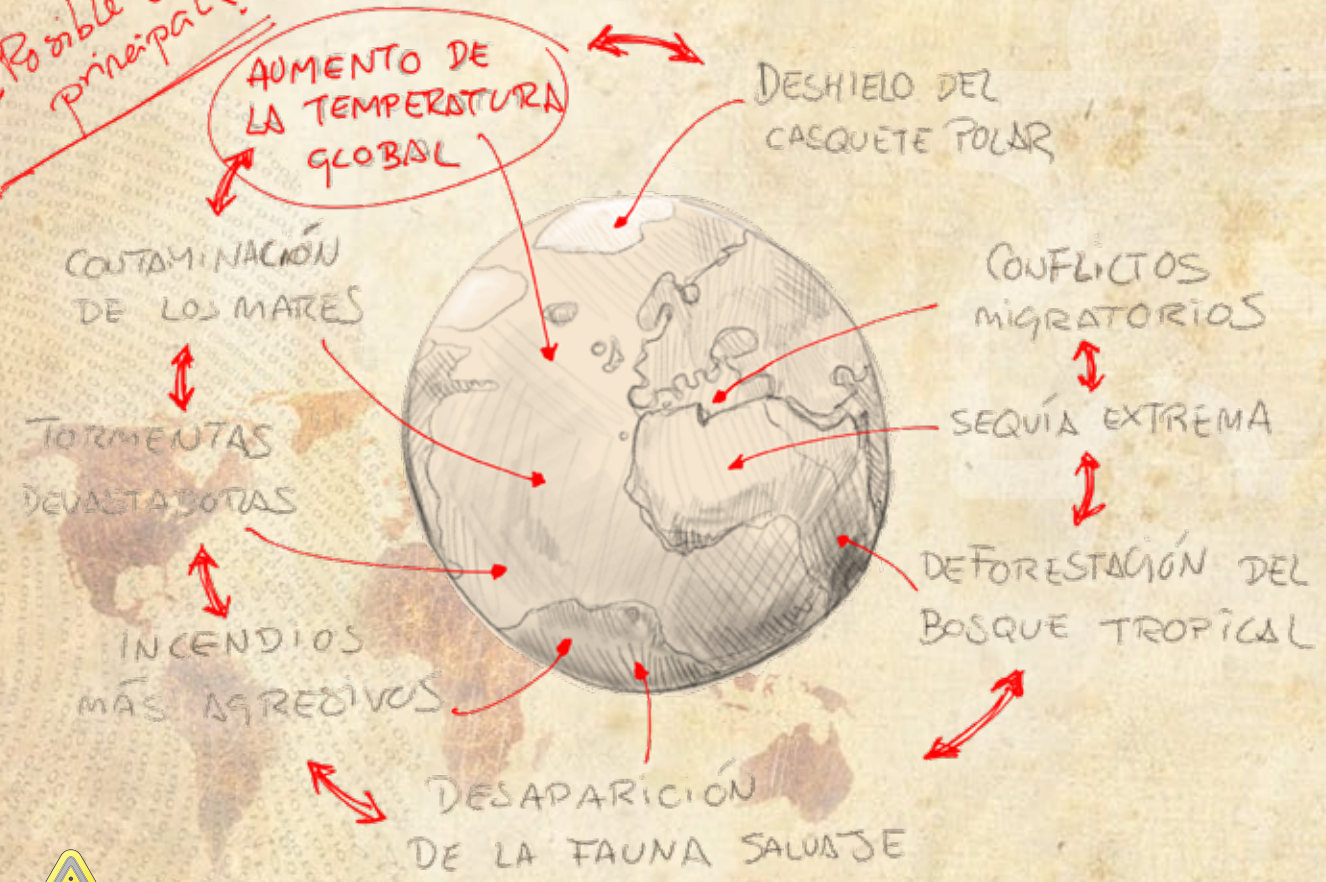 Posible
principal
AUMENTO DE
LA TEMPERATURA
GLOBAL
DESHIELO DEL
CASQUETE POLAR
CONTAMINACIÓN
DE LOS MARES
CONFLICTOS
MIGRATORIOS
TORMENTAS
DEVASTADORAS
SEQUÍA EXTREMA
DEFORESTACIÓN DEL
BOSQUE TROPICAL
INCENDIOS
MÁS AGRESIVOS
DESAPARICIÓN
DE LA FAUNA SALVAJE